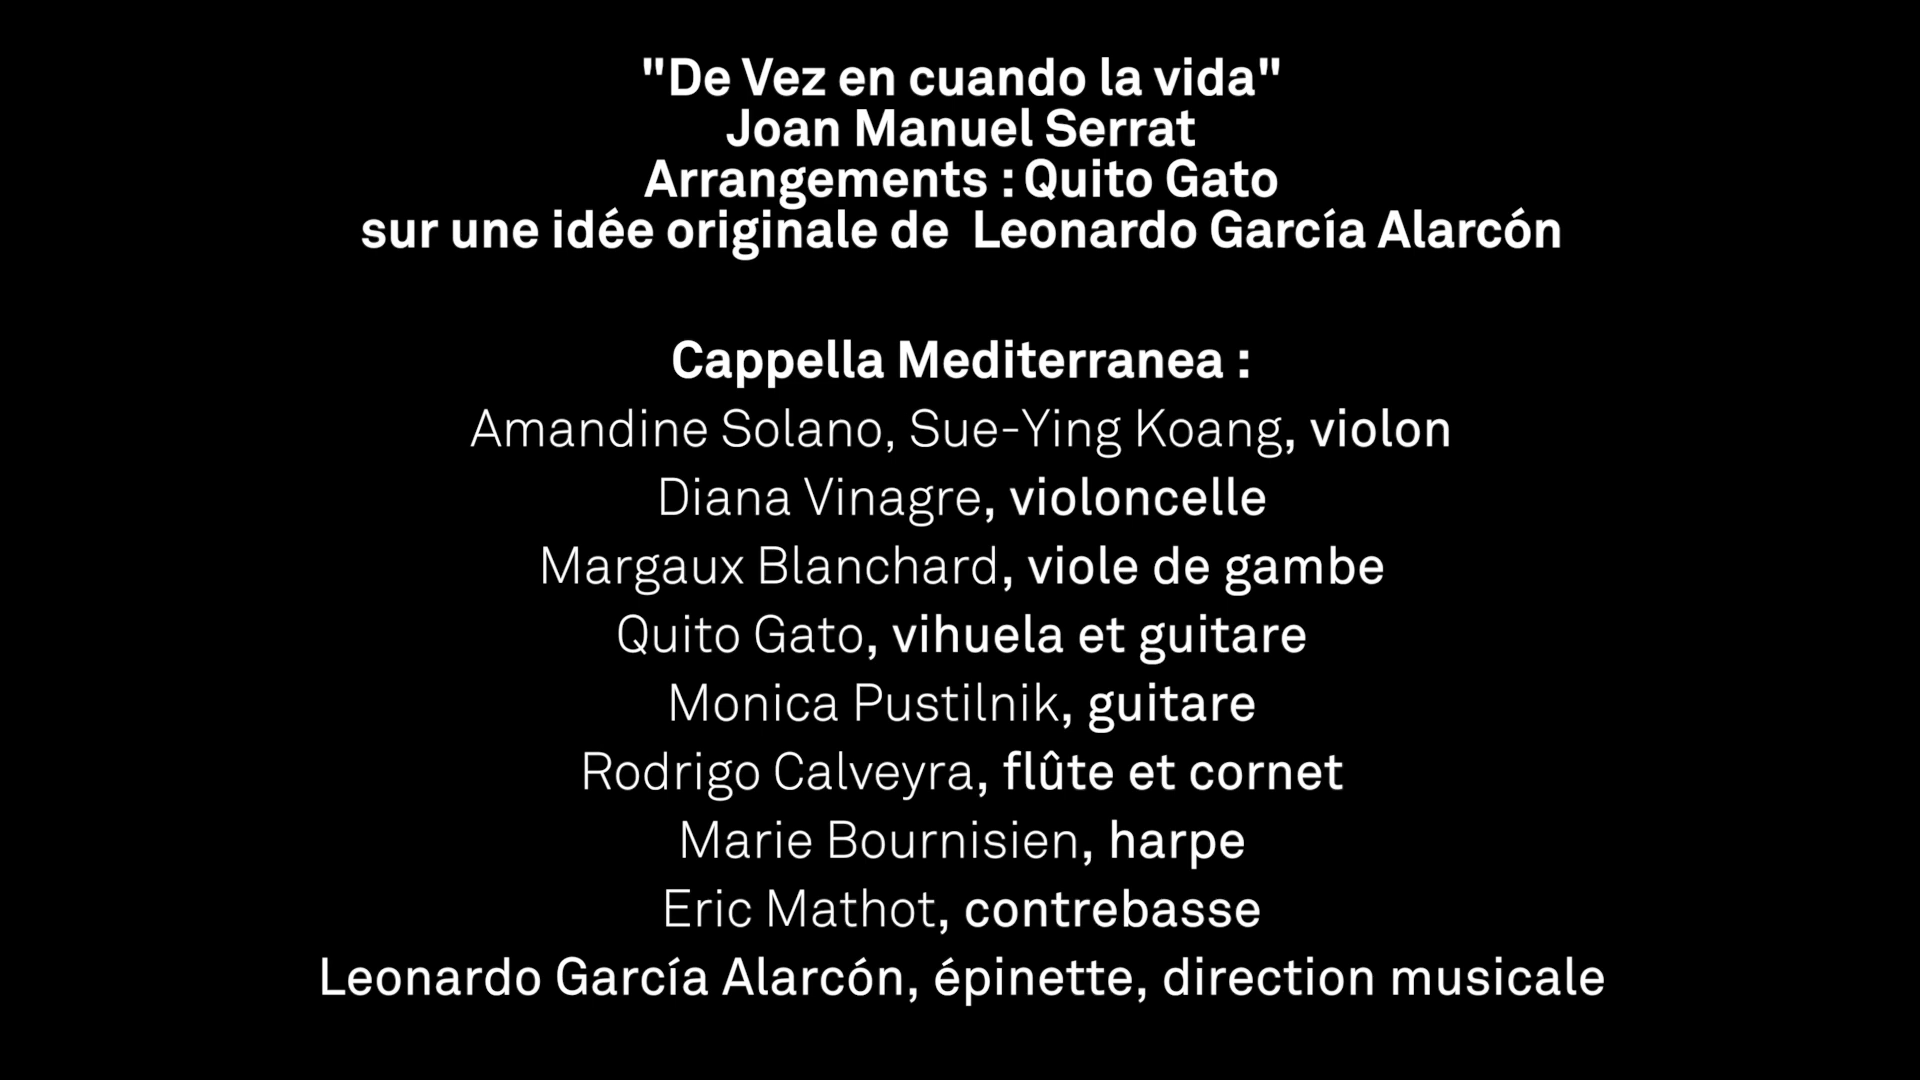 "De Vez en cuando la vida"
Joan Manuel Serrat
Arrangements : Quito Gato
sur une idée originale de  Leonardo García Alarcón
Cappella Mediterranea :
Amandine Solano, Sue-Ying Koang, violon
Diana Vinagre, violoncelle
Margaux Blanchard, viole de gambe
Quito Gato, vihuela et guitare
Monica Pustilnik, guitare
Rodrigo Calveyra, flûte et cornet
Marie Bournisien, harpe
Eric Mathot, contrebasse
Leonardo García Alarcón, épinette, direction musicale